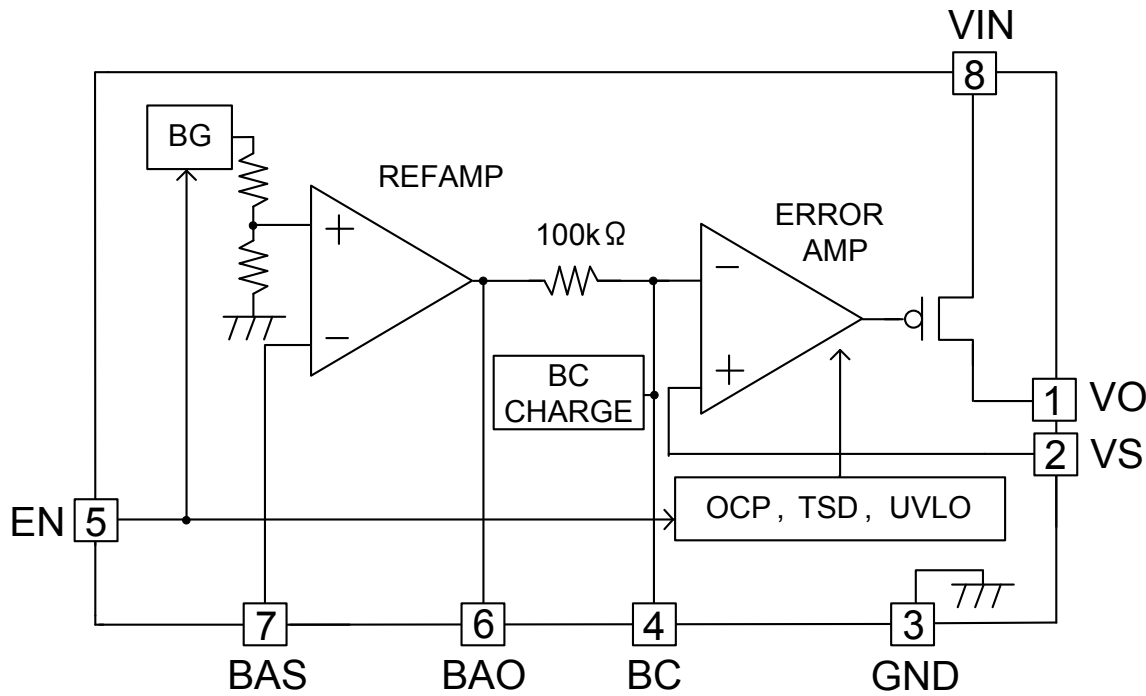 VIN
8
BG
REFAMP
+
−
100kΩ
ERROR
AMP
−
+
BC
CHARGE
1
VO
2
VS
EN
5
OCP , TSD , UVLO
7
6
4
3
BAS
BAO
BC
GND